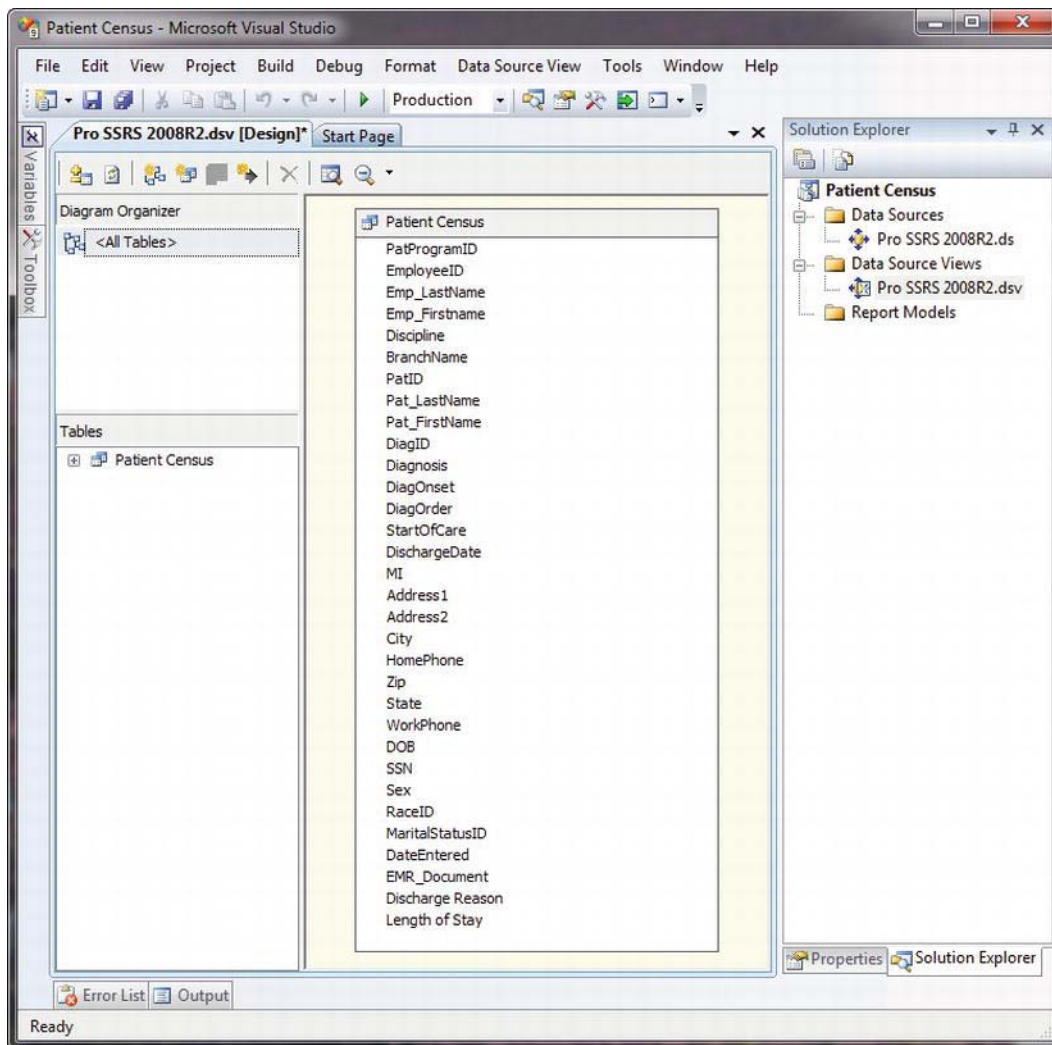 Patient Census - Microsoft Visual Studio
File Edit View Project Build Debug Format Data Source View Tools Window Help
Production
Variables
Toolbox
Pro SSRS 2008R2.dsv [Design]* Start Page
Diagram Organizer
<All Tables>
Tables
Patient Census
Patient Census
PatProgramID
EmployeeID
Emp_LastName
Emp_Firstname
Discipline
BranchName
PatID
Pat_LastName
Pat_FirstName
DiagID
Diagnosis
DiagOnset
DiagOrder
StartOfCare
DischargeDate
MI
Address1
Address2
City
HomePhone
Zip
State
WorkPhone
DOB
SSN
Sex
RaceID
MaritalStatusID
DateEntered
EMR_Document
Discharge Reason
Length of Stay
Solution Explorer
Patient Census
Data Sources
Pro SSRS 2008R2.ds
Data Source Views
Pro SSRS 2008R2.dsv
Report Models
Properties Solution Explorer
Error List Output
Ready